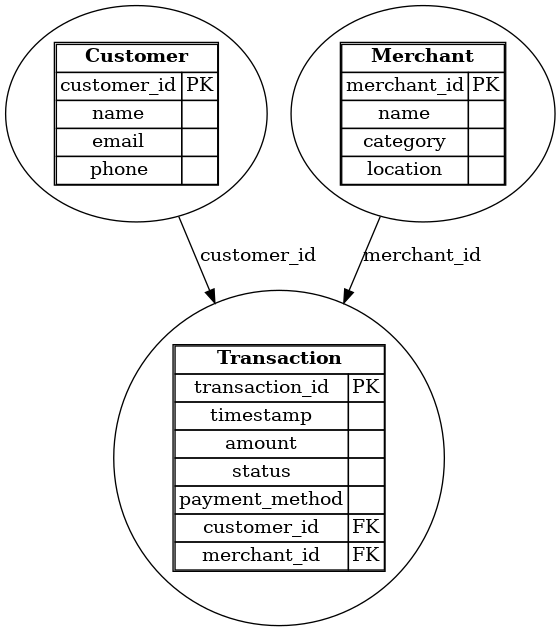 Customer
customer_id PK
name
email
phone
Merchant
merchant_id PK
name
category
location
customer_id
merchant_id
Transaction
transaction_id PK
timestamp
amount
status
payment_method
customer_id FK
merchant_id FK